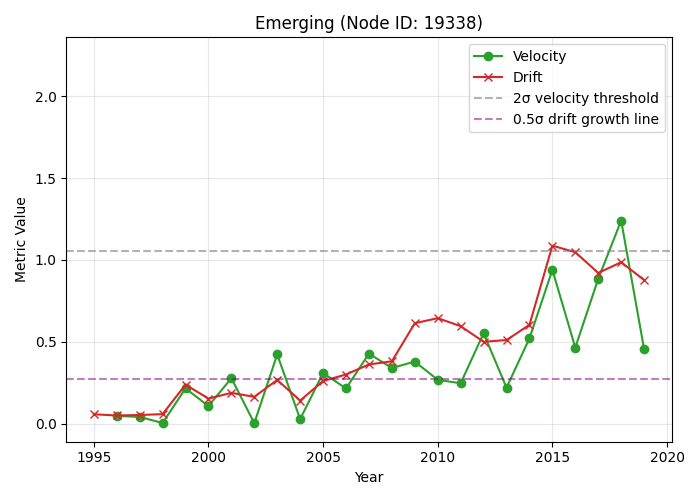 Emerging (Node ID: 19338)
Velocity
Drift
2σ velocity threshold
0.5σ drift growth line
Metric Value
2.0
1.5
1.0
0.5
0.0
1995 2000 2005 2010 2015 2020
Year